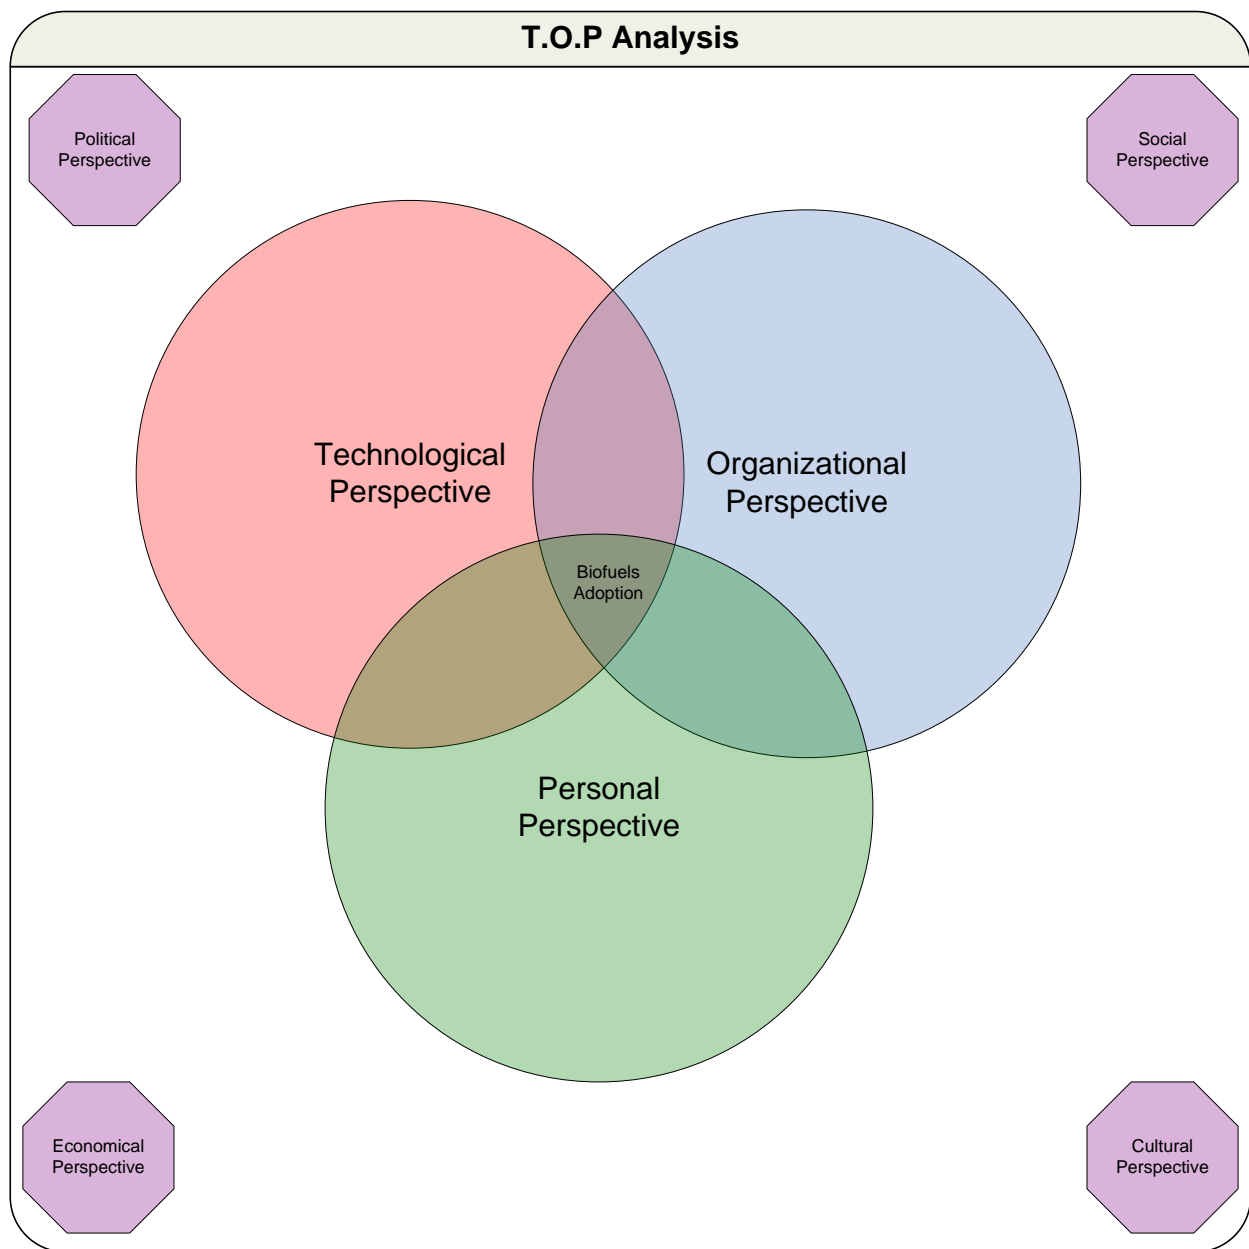 T.O.P Analysis
Political
Perspective
Social
Perspective
Technological
Perspective
Organizational
Perspective
Biofuels
Adoption
Personal
Perspective
Economical
Perspective
Cultural
Perspective